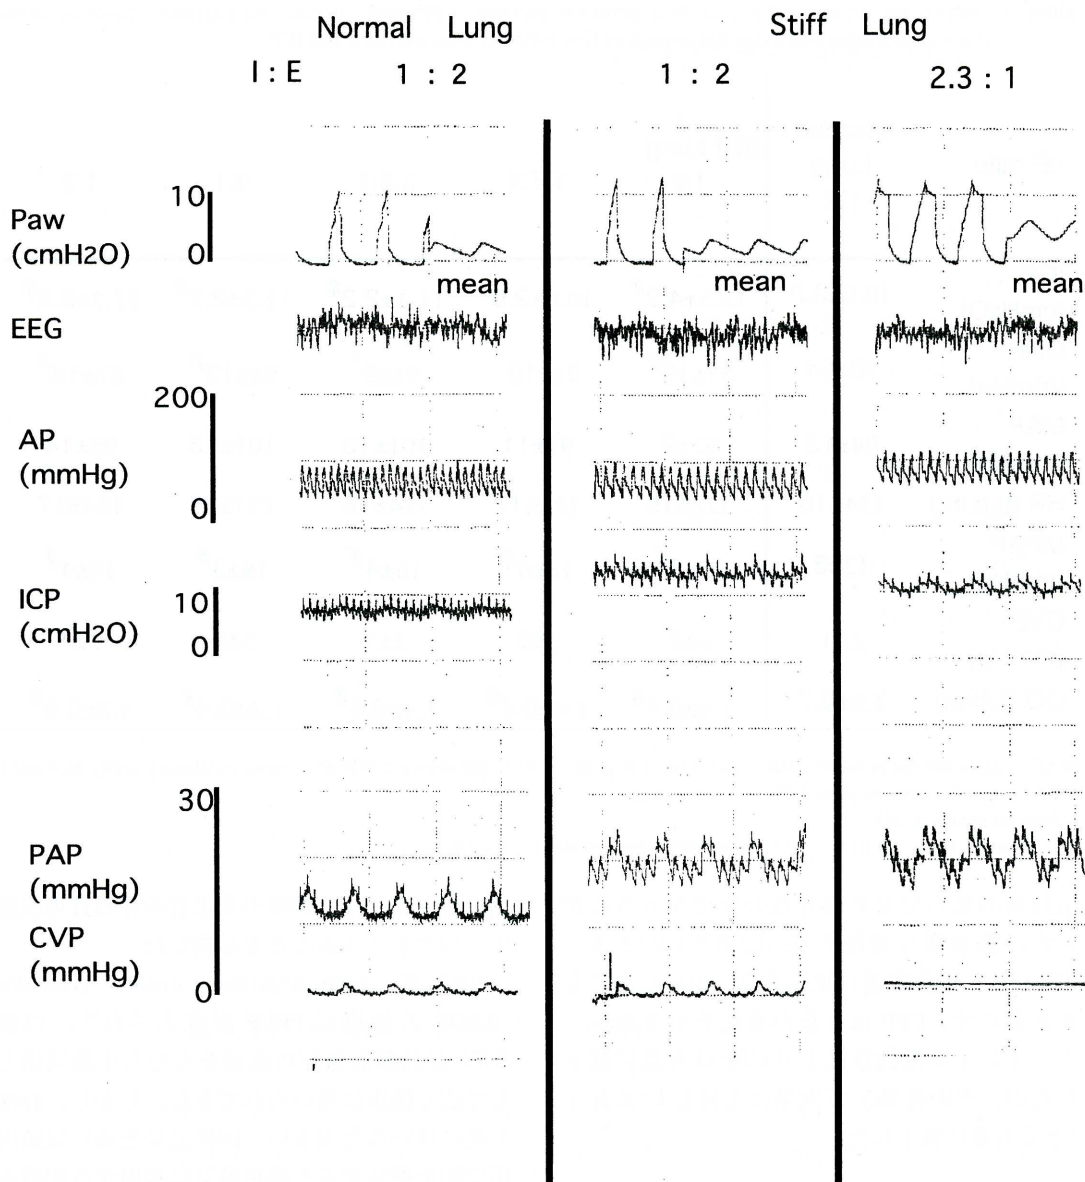 Normal Lung Stiff Lung
I : E 1 : 2 1 : 2 2.3 : 1
10
Paw
(cmH2O) 0
mean mean mean
EEG
200
AP
(mmHg)
0
ICP 10
(cmH2O)
0
30
PAP
(mmHg)
CVP
(mmHg)
0